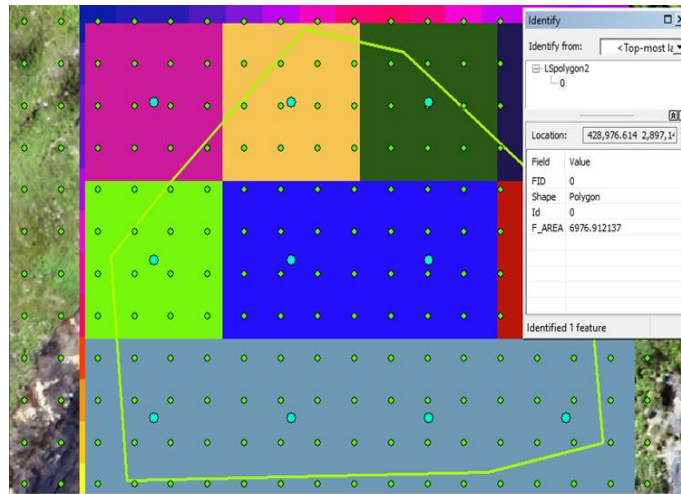 Identify
Identify from: <Top-most la
LSpolygon2
0
Location: 428,976.614 2,897,14
Field Value
FID 0
Shape Polygon
Id 0
F_AREA 6976.912137
Identified 1 feature